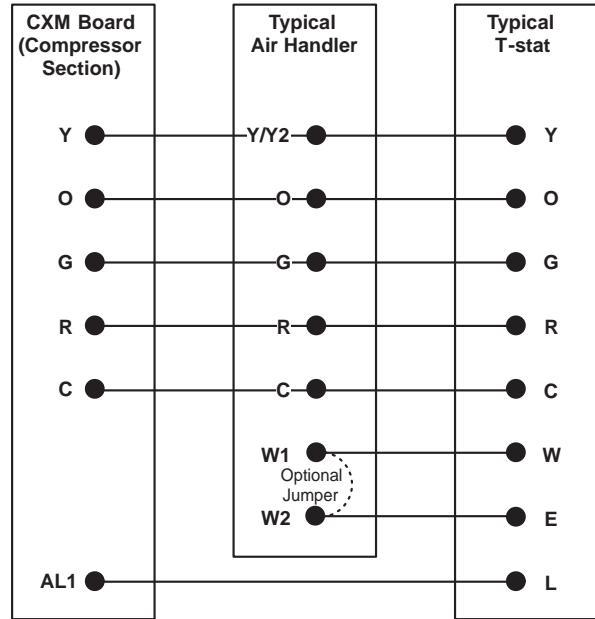 CXM Board
(Compressor
Section)
Typical
Air Handler
Typical
T-stat
Y Y/Y2 Y
O O O
G G G
R R R
C C C
W1 W
Optional
Jumper
W2 E
AL1 L